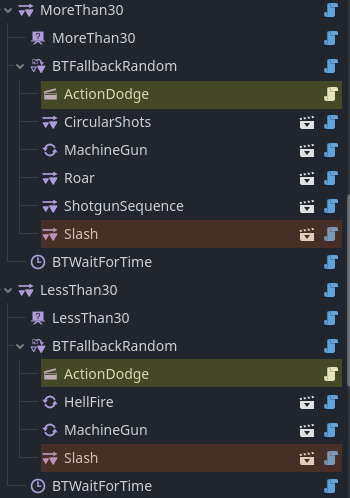 MoreThan30
MoreThan30
BTFallbackRandom
ActionDodge
CircularShots
MachineGun
Roar
ShotgunSequence
Slash
BTWaitForTime
LessThan30
LessThan30
BTFallbackRandom
ActionDodge
HellFire
MachineGun
Slash
BTWaitForTime